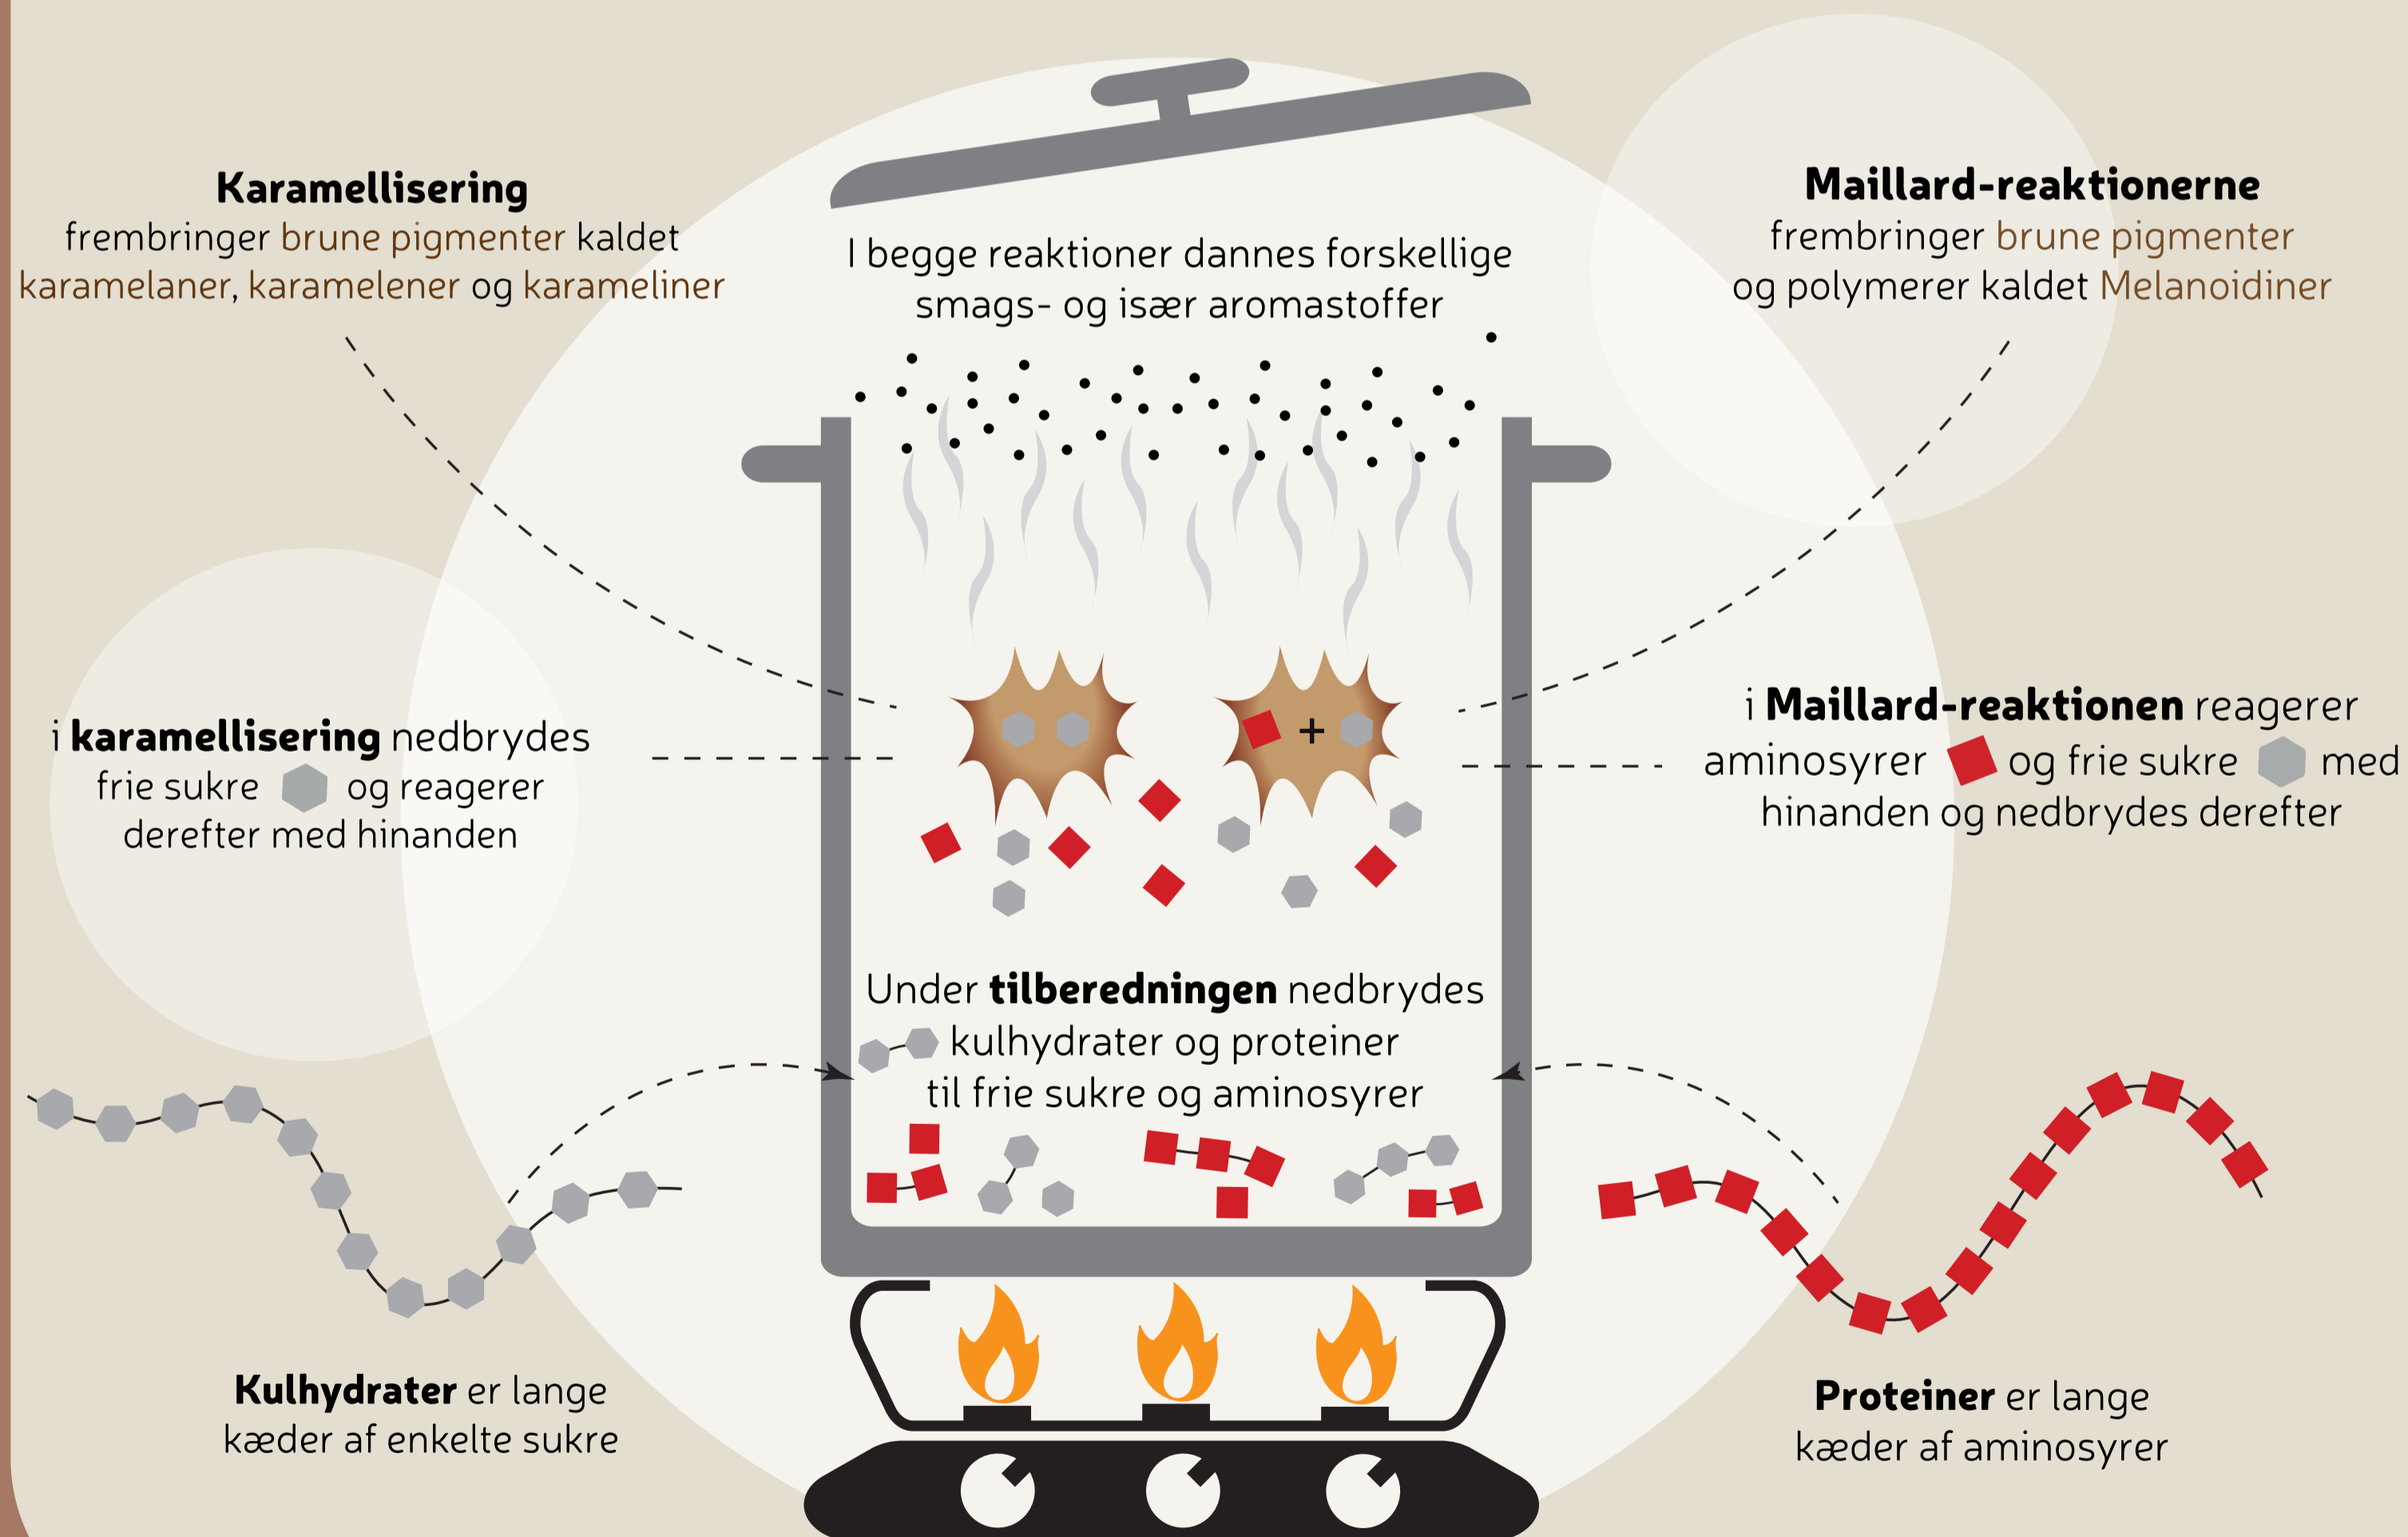 Karamellisering
frembringer brune pigmenter kaldet
karamelaner, karamelener og karameliner
I begge reaktioner dannes forskellige
smags- og især aromastoffer
Maillard-reaktionerne
frembringer brune pigmenter
og polymerer kaldet Melanoidiner
i karamellisering nedbrydes
frie sukre og reagerer
derefter med hinanden
+
i Maillard-reaktionen reagerer
aminosyrer og frie sukre med
hinanden og nedbrydes derefter
Under tilberedningen nedbrydes
kulhydrater og proteiner
til frie sukre og aminosyrer
Kulhydrater er lange
kæder af enkelte sukre
Proteiner er lange
kæder af aminosyrer